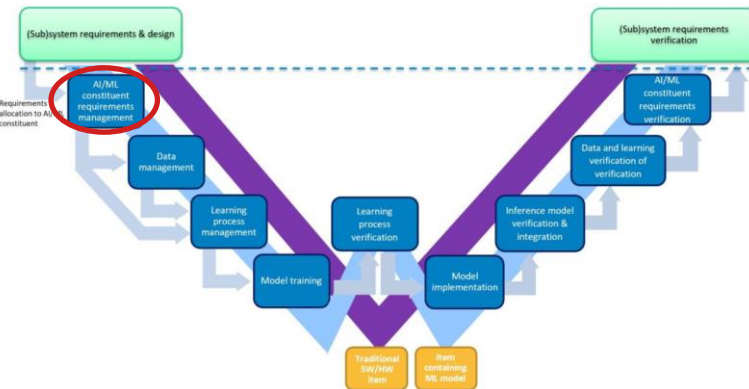 (Sub)system requirements & design
(Sub)system requirements
verification
AI/ML
constituent
requirements
management
Requirements
allocation to AI/ML
constituent
AI/ML
constituent
requirements
verification
Data
management
Data and learning
verification of
verification
Learning
process
management
Learning
process
verification
Inference model
verification &
integration
Model training
Model
implementation
Traditional
SW/HW
item
Item
containing
ML model